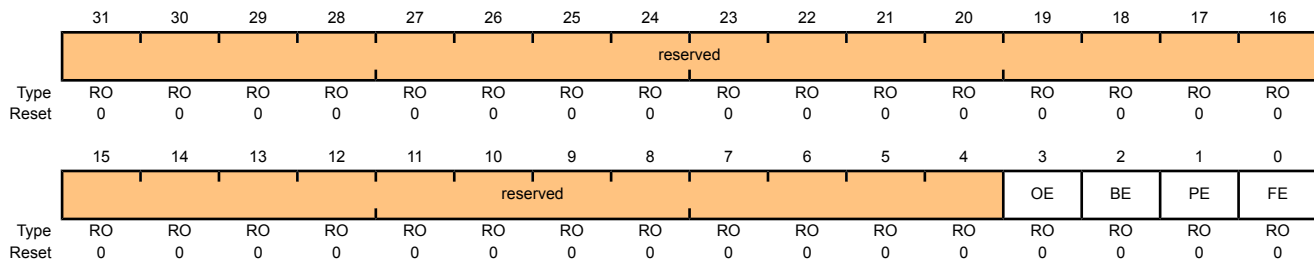 31 30 29 28 27 26 25 24 23 22 21 20 19 18 17 16
reserved
Type RO RO RO RO RO RO RO RO RO RO RO RO RO RO RO RO
Reset 0 0 0 0 0 0 0 0 0 0 0 0 0 0 0 0
15 14 13 12 11 10 9 8 7 6 5 4 3 2 1 0
reserved OE BE PE FE
Type RO RO RO RO RO RO RO RO RO RO RO RO RO RO RO RO
Reset 0 0 0 0 0 0 0 0 0 0 0 0 0 0 0 0